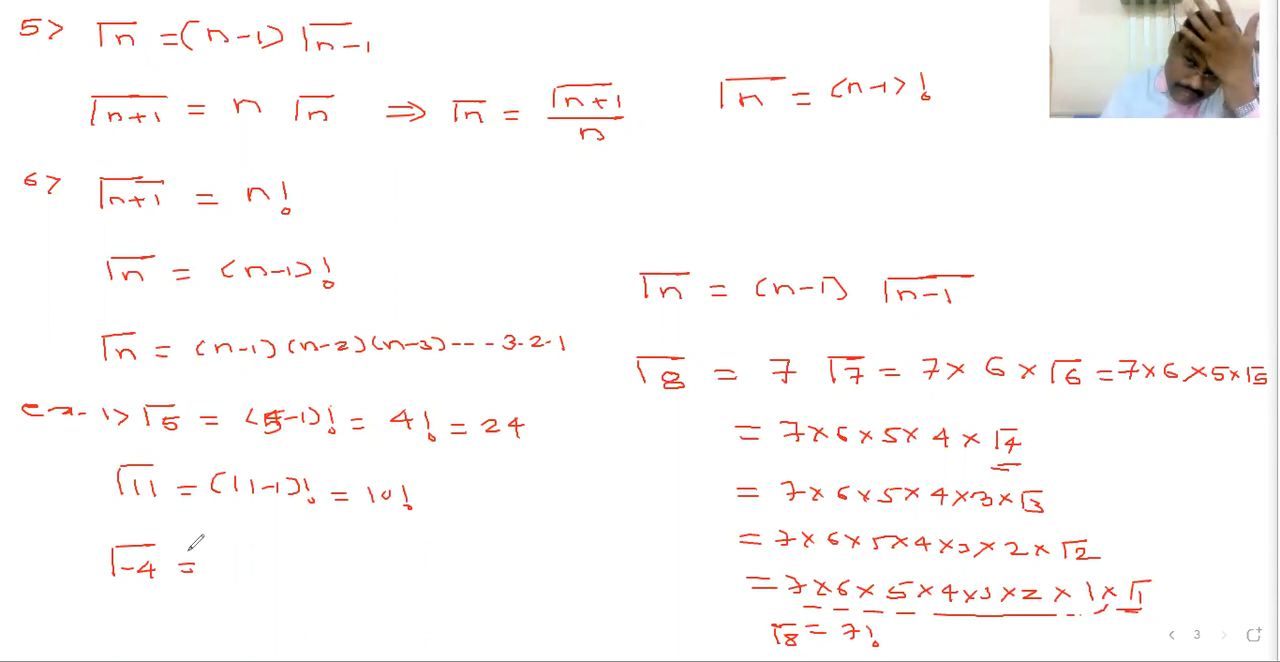 5> Γn = (n-1) Γn-1
Γn+1 = n Γn ⇒ Γn = Γn+1 / n
Γn = (n-1)!
6> Γn+1 = n!
Γn = (n-1)!
Γn = (n-1)(n-2)(n-3)--- 3·2·1
ex- 1> Γ5 = (5-1)! = 4! = 24
Γ11 = (11-1)! = 10!
Γ-4 =
Γn = (n-1) Γn-1
Γ8 = 7 Γ7 = 7× 6 × Γ6 = 7×6×5×Γ5
= 7×6×5×4×Γ4
= 7×6×5×4×3×Γ3
= 7×6×5×4×3×2×Γ2
= 7×6×5×4×3×2×1×Γ1
Γ8 = 7!
< 3 >